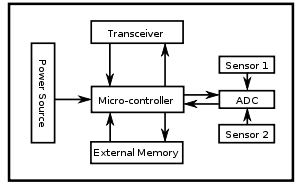 Transceiver
Power Source
Micro-controller
Sensor 1
ADC
Sensor 2
External Memory